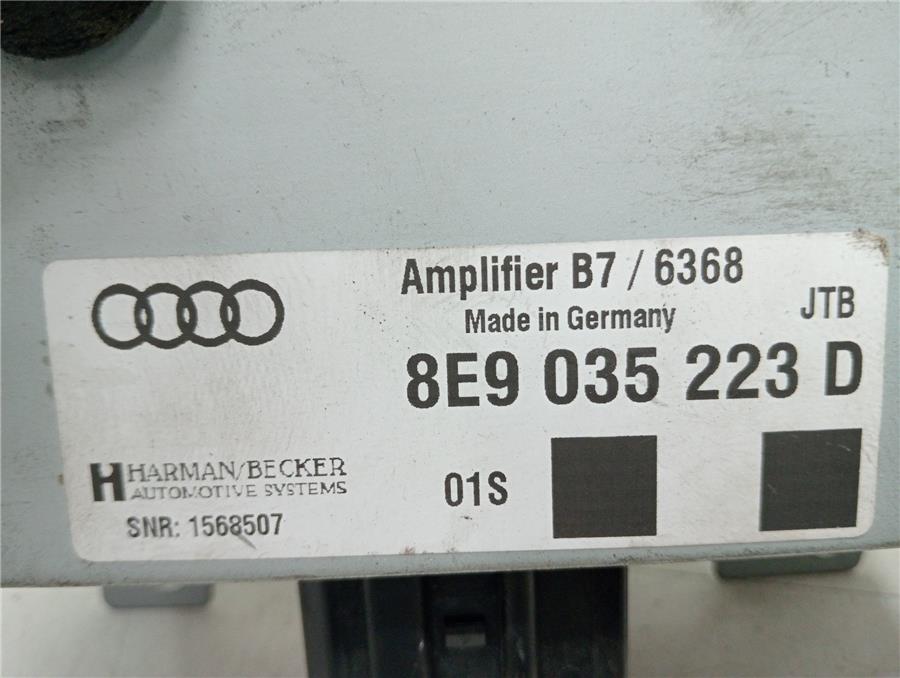 Amplifier B7 / 6368
Made in Germany
JTB
8E9 035 223 D
HARMAN/BECKER
AUTOMOTIVE SYSTEMS
01S
SNR: 1568507